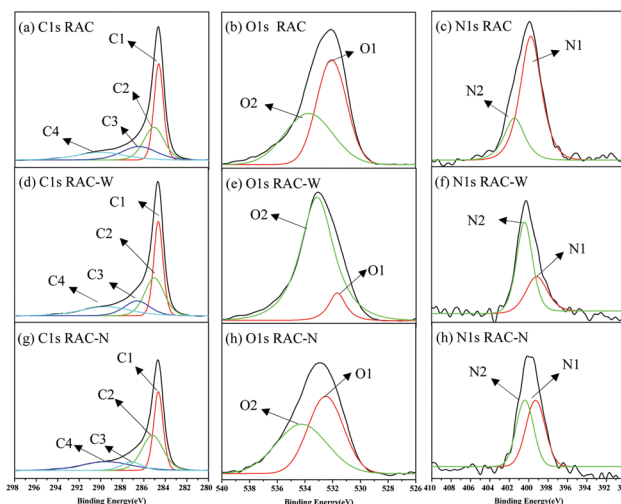 (a) C1s RAC
C1
C2
C3
C4
(b) O1s RAC
O1
O2
(c) N1s RAC
N1
N2
(d) C1s RAC-W
C1
C2
C3
C4
(e) O1s RAC-W
O2
O1
(f) N1s RAC-W
N2
N1
(g) C1s RAC-N
C1
C2
C3
C4
298 296 294 292 290 288 286 284 282 280
Binding Energy(eV)
(h) O1s RAC-N
O1
O2
540 538 536 534 532 530 528 526 524
Binding Energy(eV)
(h) N1s RAC-N
N2
N1
410 408 406 404 402 400 398 396 394 392
Binding Energy(eV)